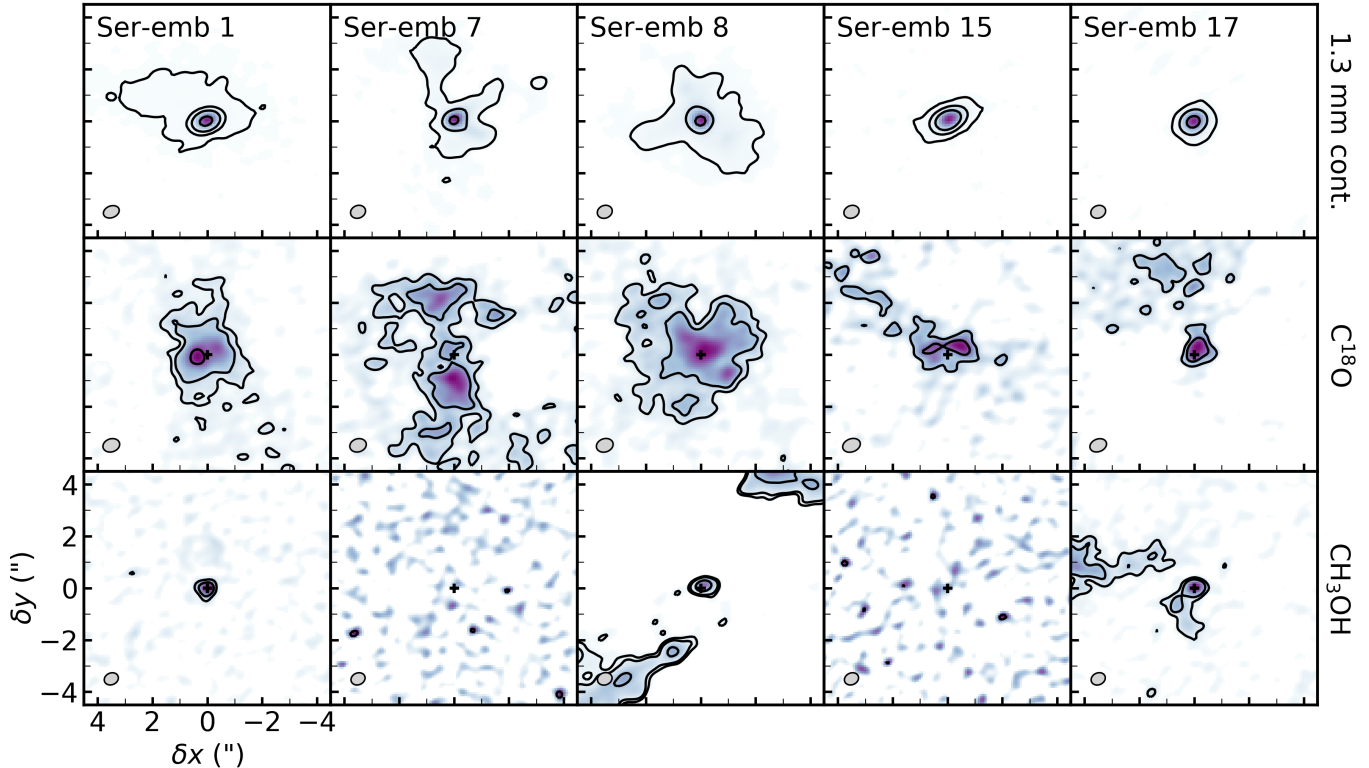 Ser-emb 1
Ser-emb 7
Ser-emb 8
Ser-emb 15
Ser-emb 17
1.3 mm cont.
C¹⁸O
4
2
0
−2
−4
δy (")
CH₃OH
4 2 0 −2 −4
δx (")